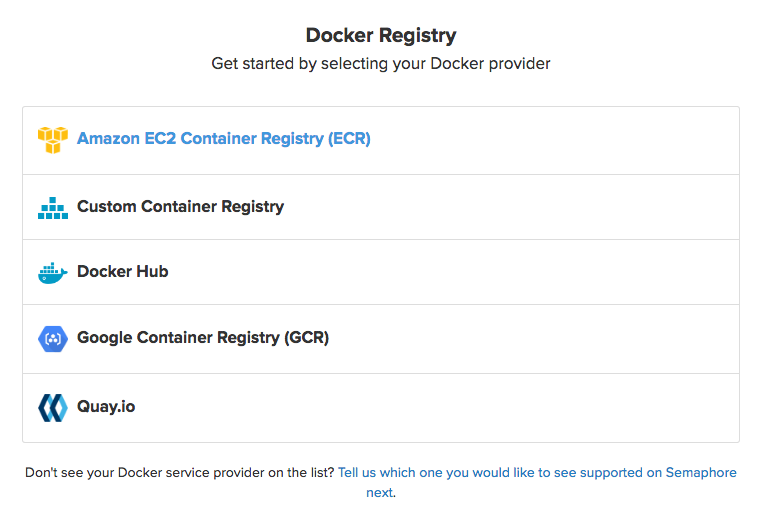 Docker Registry
Get started by selecting your Docker provider
Amazon EC2 Container Registry (ECR)
Custom Container Registry
Docker Hub
Google Container Registry (GCR)
Quay.io
Don't see your Docker service provider on the list? Tell us which one you would like to see supported on Semaphore
next.